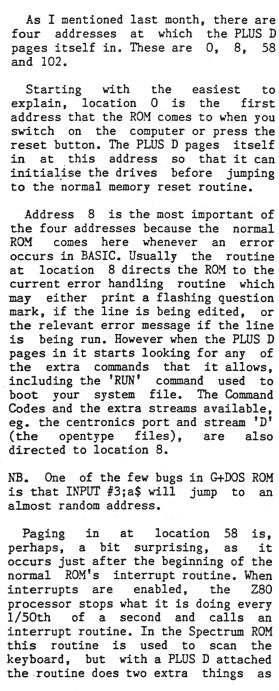 As I mentioned last month, there are
four addresses at which the PLUS D
pages itself in. These are 0, 8, 58
and 102.
Starting with the easiest to
explain, location 0 is the first
address that the ROM comes to when you
switch on the computer or press the
reset button. The PLUS D pages itself
in at this address so that it can
initialise the drives before jumping
to the normal memory reset routine.
Address 8 is the most important of
the four addresses because the normal
ROM comes here whenever an error
occurs in BASIC. Usually the routine
at location 8 directs the ROM to the
current error handling routine which
may either print a flashing question
mark, if the line is being edited, or
the relevant error message if the line
is being run. However when the PLUS D
pages in it starts looking for any of
the extra commands that it allows,
including the 'RUN' command used to
boot your system file. The Command
Codes and the extra streams available,
eg. the centronics port and stream 'D'
(the opentype files), are also
directed to location 8.
NB. One of the few bugs in G+DOS ROM
is that INPUT #3;a$ will jump to an
almost random address.
Paging in at location 58 is,
perhaps, a bit surprising, as it
occurs just after the beginning of the
normal ROM's interrupt routine. When
interrupts are enabled, the Z80
processor stops what it is doing every
1/50th of a second and calls an
interrupt routine. In the Spectrum ROM
this routine is used to scan the
keyboard, but with a PLUS D attached
the routine does two extra things as